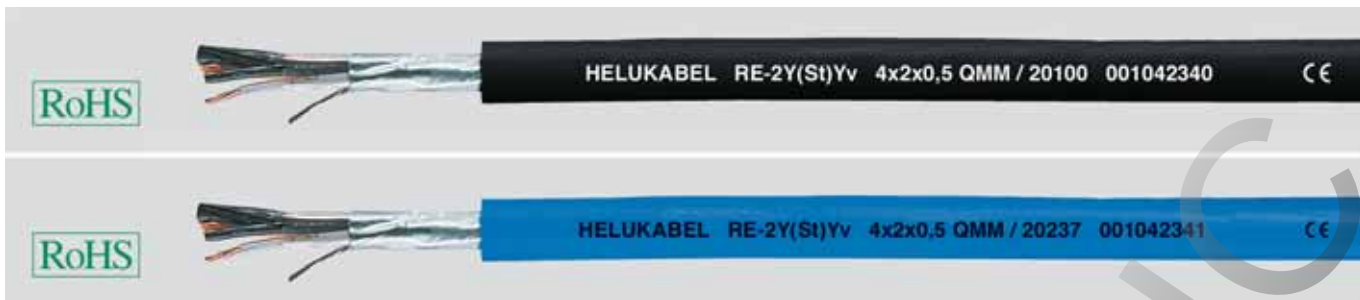 RoHS
HELUKABEL RE-2Y(St)Yv 4x2x0,5 QMM / 20100 001042340 CE
RoHS
HELUKABEL RE-2Y(St)Yv 4x2x0,5 QMM / 20237 001042341 CE